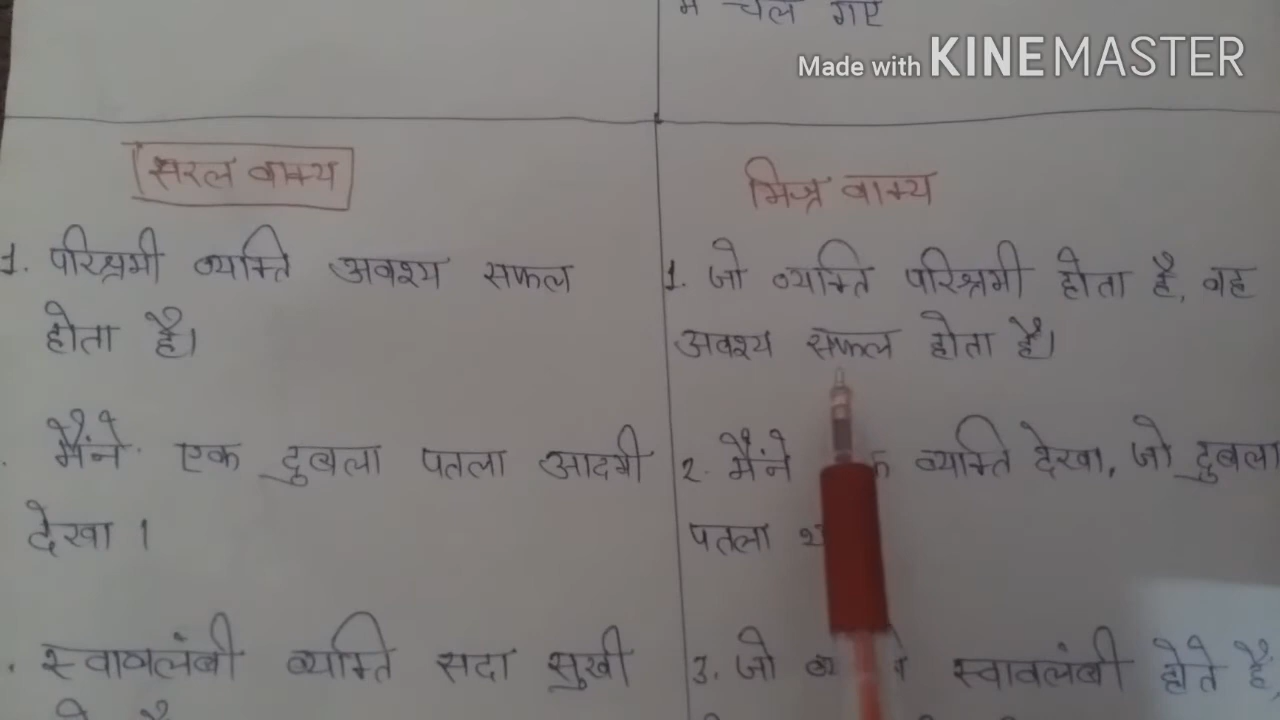 में चले गए
Made with KINEMASTER
सरल वाक्य
1. परिश्रमी व्यक्ति अवश्य सफल
होता है।
मैंने एक दुबला पतला आदमी
देखा ।
स्वावलंबी व्यक्ति सदा सुखी
मिश्र वाक्य
1. जो व्यक्ति परिश्रमी होता है, वह
अवश्य सफल होता है।
2. मैंने व्यक्ति देखा, जो दुबला
पतला
3. जो स्वावलंबी होते हैं,